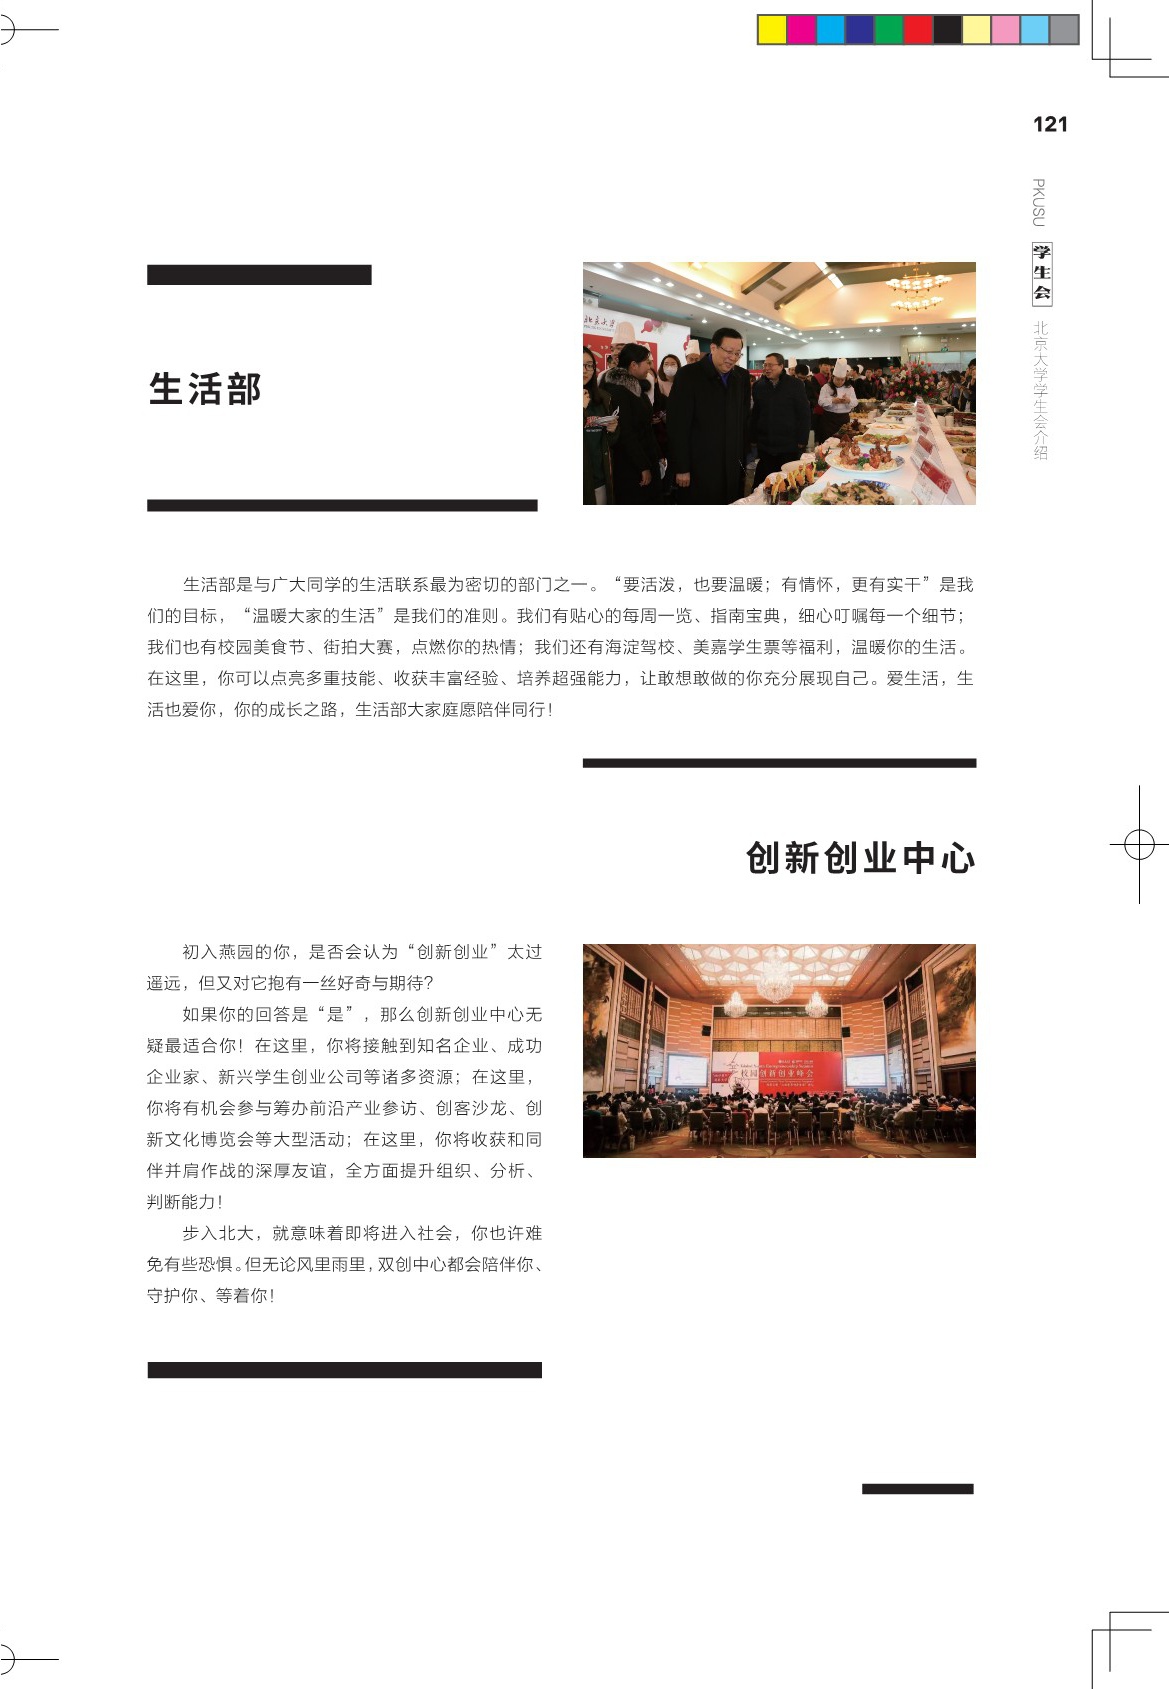 121
PKUSU 学生会 北京大学学生会介绍
生活部
北京大学
生活部是与广大同学的生活联系最为密切的部门之一。“要活泼，也要温暖；有情怀，更有实干”是我
们的目标，“温暖大家的生活”是我们的准则。我们有贴心的每周一览、指南宝典，细心叮嘱每一个细节；
我们也有校园美食节、街拍大赛，点燃你的热情；我们还有海淀驾校、美嘉学生票等福利，温暖你的生活。
在这里，你可以点亮多重技能、收获丰富经验、培养超强能力，让敢想敢做的你充分展现自己。爱生活，生
活也爱你，你的成长之路，生活部大家庭愿陪伴同行！
创新创业中心
初入燕园的你，是否会认为“创新创业”太过
遥远，但又对它抱有一丝好奇与期待？
如果你的回答是“是”，那么创新创业中心无
疑最适合你！在这里，你将接触到知名企业、成功
企业家、新兴学生创业公司等诸多资源；在这里，
你将有机会参与筹办前沿产业参访、创客沙龙、创
新文化博览会等大型活动；在这里，你将收获和同
伴并肩作战的深厚友谊，全方面提升组织、分析、
判断能力！
步入北大，就意味着即将进入社会，你也许难
免有些恐惧。但无论风里雨里，双创中心都会陪伴你、
守护你、等着你！
校园创新创业峰会